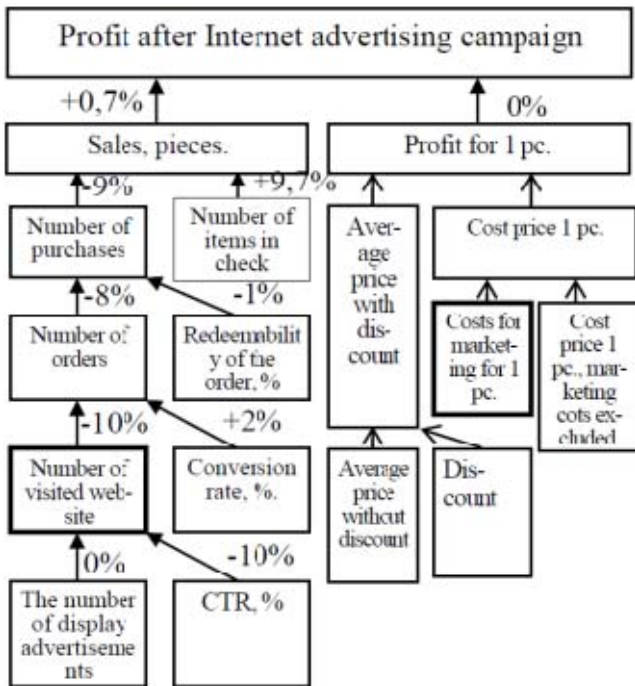 Profit after Internet advertising campaign
+0,7%
0%
Sales, pieces.
Profit for 1 pc.
-9%
+9,7%
Number of
purchases
Number of
items in
check
Aver-
age
price
with
dis-
count
Cost price 1 pc.
-8%
-1%
Number of
orders
Redeemabilit
y of the
order, %
Costs for
market-
ing for 1
pc.
Cost
price 1
pc., mar-
keting
cots ex-
cluded
-10%
+2%
Number of
visited web-
site
Conversion
rate, %.
Average
price
withcut
discount
Dis-
count
0%
-10%
The number
of display
advertiseme
nts
CTR, %